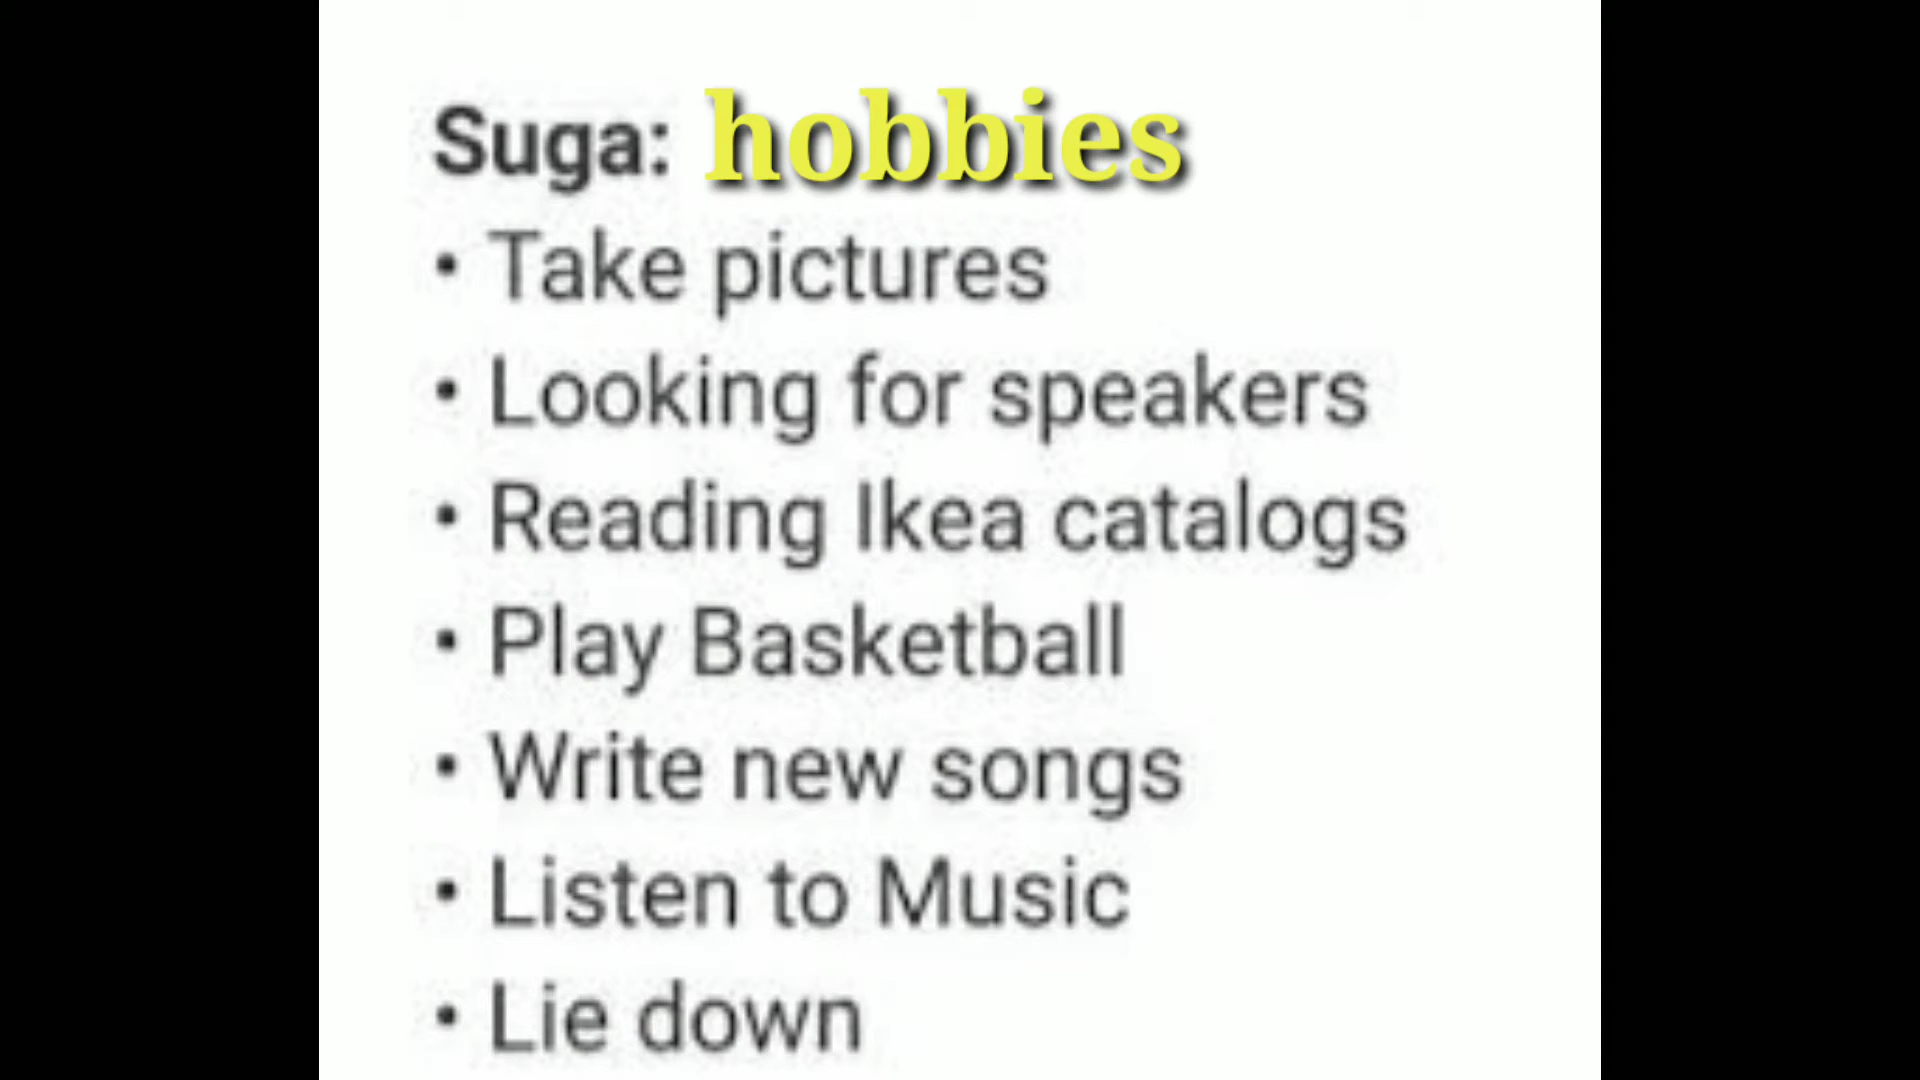 Suga: hobbies
• Take pictures
• Looking for speakers
• Reading Ikea catalogs
• Play Basketball
• Write new songs
• Listen to Music
• Lie down